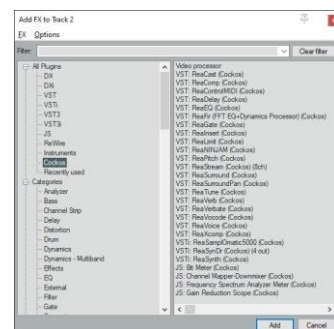 Add FX to Track 2
FX Options
Filter:
Clear filter
All Plugins
DX
DXi
VST
VSTi
VST3
VST3i
JS
ReWire
Instruments
Cockos
Recently used
Categories
Analyzer
Bass
Channel Strip
Delay
Distortion
Drum
Dynamics
Dynamics - Multiband
Effects
EQ
External
Filter
Gate
Video processor
VST: ReaCast (Cockos)
VST: ReaComp (Cockos)
VST: ReaControlMIDI (Cockos)
VST: ReaDelay (Cockos)
VST: ReaEQ (Cockos)
VST: ReaFir (FFT EQ+Dynamics Processor) (Cockos)
VST: ReaGate (Cockos)
VST: ReaInsert (Cockos)
VST: ReaLimit (Cockos)
VST: ReaNINJAM (Cockos)
VST: ReaPitch (Cockos)
VST: ReaStream (Cockos) (8ch)
VST: ReaSurround (Cockos)
VST: ReaSurroundPan (Cockos)
VST: ReaTune (Cockos)
VST: ReaVerb (Cockos)
VST: ReaVerbate (Cockos)
VST: ReaVocode (Cockos)
VST: ReaVoice (Cockos)
VST: ReaXcomp (Cockos)
VSTi: ReaSamplOmatic5000 (Cockos)
VSTi: ReaSynDr (Cockos) (4 out)
VSTi: ReaSynth (Cockos)
JS: Bit Meter (Cockos)
JS: Channel Mapper-Downmixer (Cockos)
JS: Frequency Spectrum Analyzer Meter (Cockos)
JS: Gain Reduction Scope (Cockos)
Add
Cancel